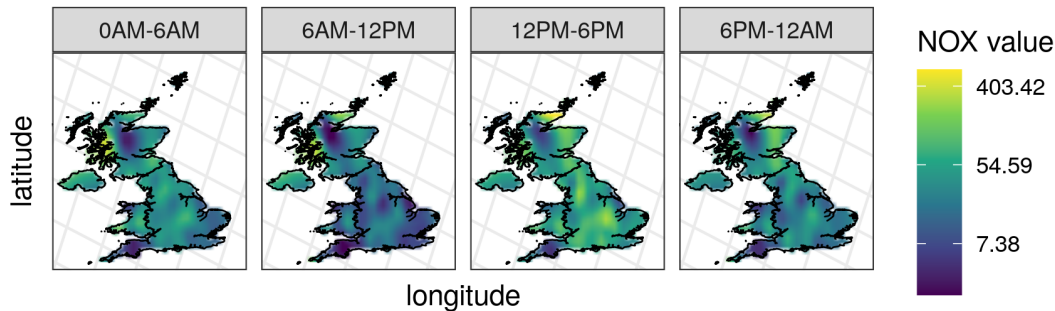 0AM-6AM
6AM-12PM
12PM-6PM
6PM-12AM
NOX value
403.42
54.59
7.38
latitude
longitude